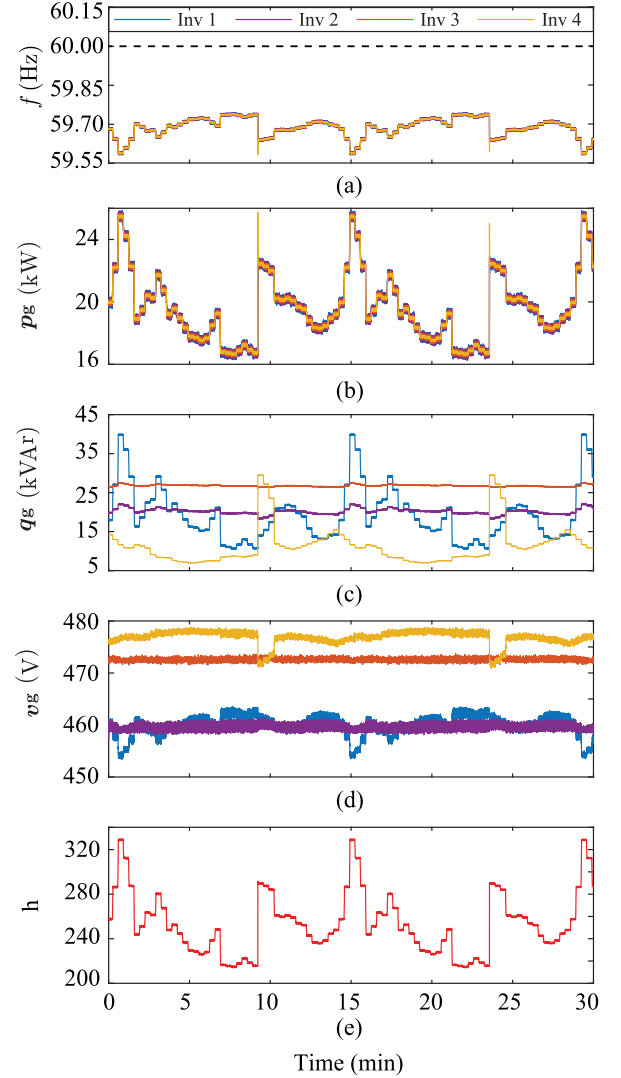 Inv 1 Inv 2 Inv 3 Inv 4
60.15
60.00
59.85
59.70
59.55
f (Hz)
(a)
24
20
16
pg (kW)
(b)
45
35
25
15
5
qg (kVAr)
(c)
480
470
460
450
vg (V)
(d)
320
280
240
200
h
0 5 10 15 20 25 30
(e)
Time (min)